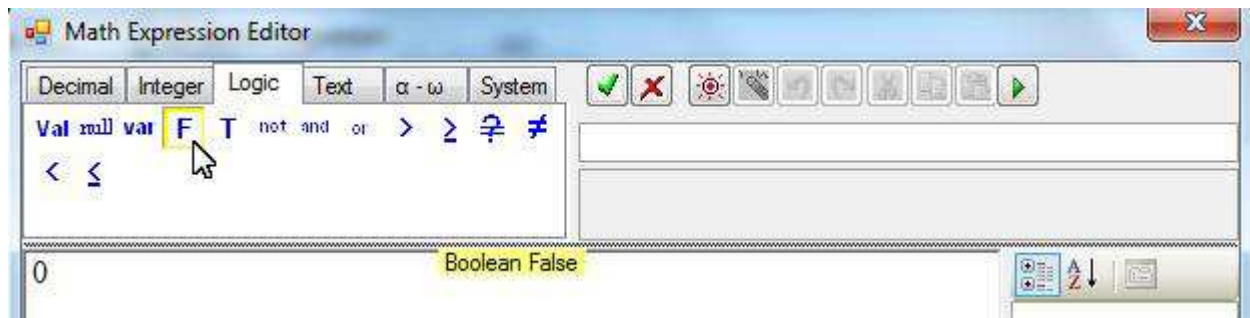 Math Expression Editor
Decimal Integer Logic Text α - ω System
Val null var F T not and or > ≥ ≠
< ≤
0
Boolean False
A
Z